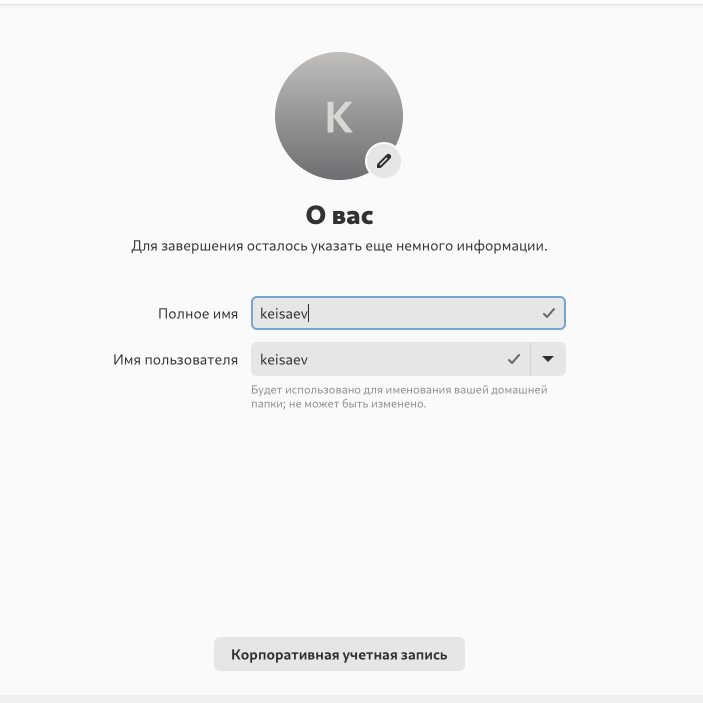 K
О вас
Для завершения осталось указать еще немного информации.
Полное имя keisaev
Имя пользователя keisaev
Будет использовано для именования вашей домашней
папки; не может быть изменено.
Корпоративная учетная запись